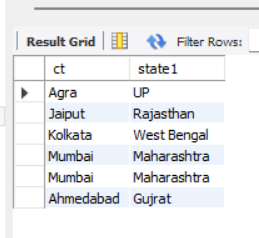 Result Grid Filter Rows:
ct state1
Agra UP
Jaiput Rajasthan
Kolkata West Bengal
Mumbai Maharashtra
Mumbai Maharashtra
Ahmedabad Gujrat